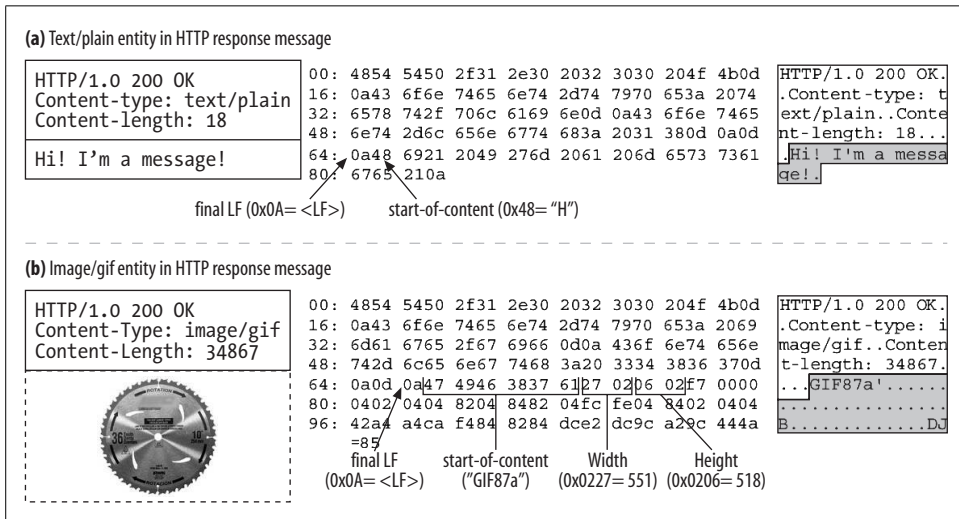 (a) Text/plain entity in HTTP response message
HTTP/1.0 200 OK
Content-type: text/plain
Content-length: 18
Hi! I'm a message!
00: 4854 5450 2f31 2e30 2032 3030 204f 4b0d
16: 0a43 6f6e 7465 6e74 2d74 7970 653a 2074
32: 6578 742f 706c 6169 6e0d 0a43 6f6e 7465
48: 6e74 2d6c 656e 6774 683a 2031 380d 0a0d
64: 0a48 6921 2049 276d 2061 206d 6573 7361
80: 6765 210a
HTTP/1.0 200 OK.
.Content-type: t
ext/plain..Conte
nt-length: 18...
.Hi! I'm a messa
ge!.
final LF (0x0A= <LF>)
start-of-content (0x48= "H")
(b) Image/gif entity in HTTP response message
HTTP/1.0 200 OK
Content-Type: image/gif
Content-Length: 34867
ROTATION
36
10"
ROTATION
00: 4854 5450 2f31 2e30 2032 3030 204f 4b0d
16: 0a43 6f6e 7465 6e74 2d74 7970 653a 2069
32: 6d61 6765 2f67 6966 0d0a 436f 6e74 656e
48: 742d 6c65 6e67 7468 3a20 3334 3836 370d
64: 0a0d 0a47 4946 3837 6127 0206 02f7 0000
80: 0402 0404 8204 8482 04fc fe04 8402 0404
96: 42a4 a4ca f484 8284 dce2 dc9c a29c 444a
=85
HTTP/1.0 200 OK.
.Content-type: i
mage/gif..Conten
t-length: 34867.
...GIF87a'......
................
B............DJ
final LF
(0x0A= <LF>)
start-of-content
("GIF87a")
Width
(0x0227= 551)
Height
(0x0206= 518)